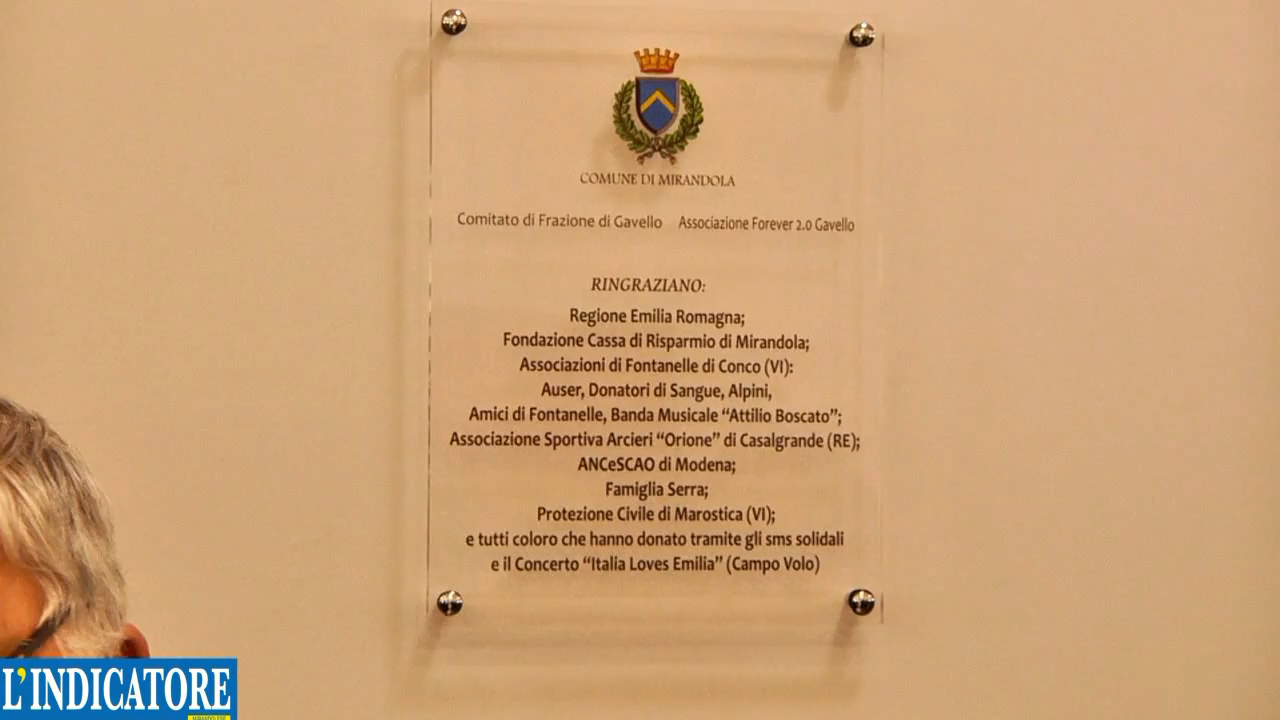 COMUNE DI MIRANDOLA
Comitato di Frazione di Gavello Associazione Forever 2.0 Gavello
RINGRAZIANO:
Regione Emilia Romagna;
Fondazione Cassa di Risparmio di Mirandola;
Associazioni di Fontanelle di Conco (VI):
Auser, Donatori di Sangue, Alpini,
Amici di Fontanelle, Banda Musicale “Attilio Boscato”;
Associazione Sportiva Arcieri “Orione” di Casalgrande (RE);
ANCeSCAO di Modena;
Famiglia Serra;
Protezione Civile di Marostica (VI);
e tutti coloro che hanno donato tramite gli sms solidali
e il Concerto “Italia Loves Emilia” (Campo Volo)
L'INDICATORE